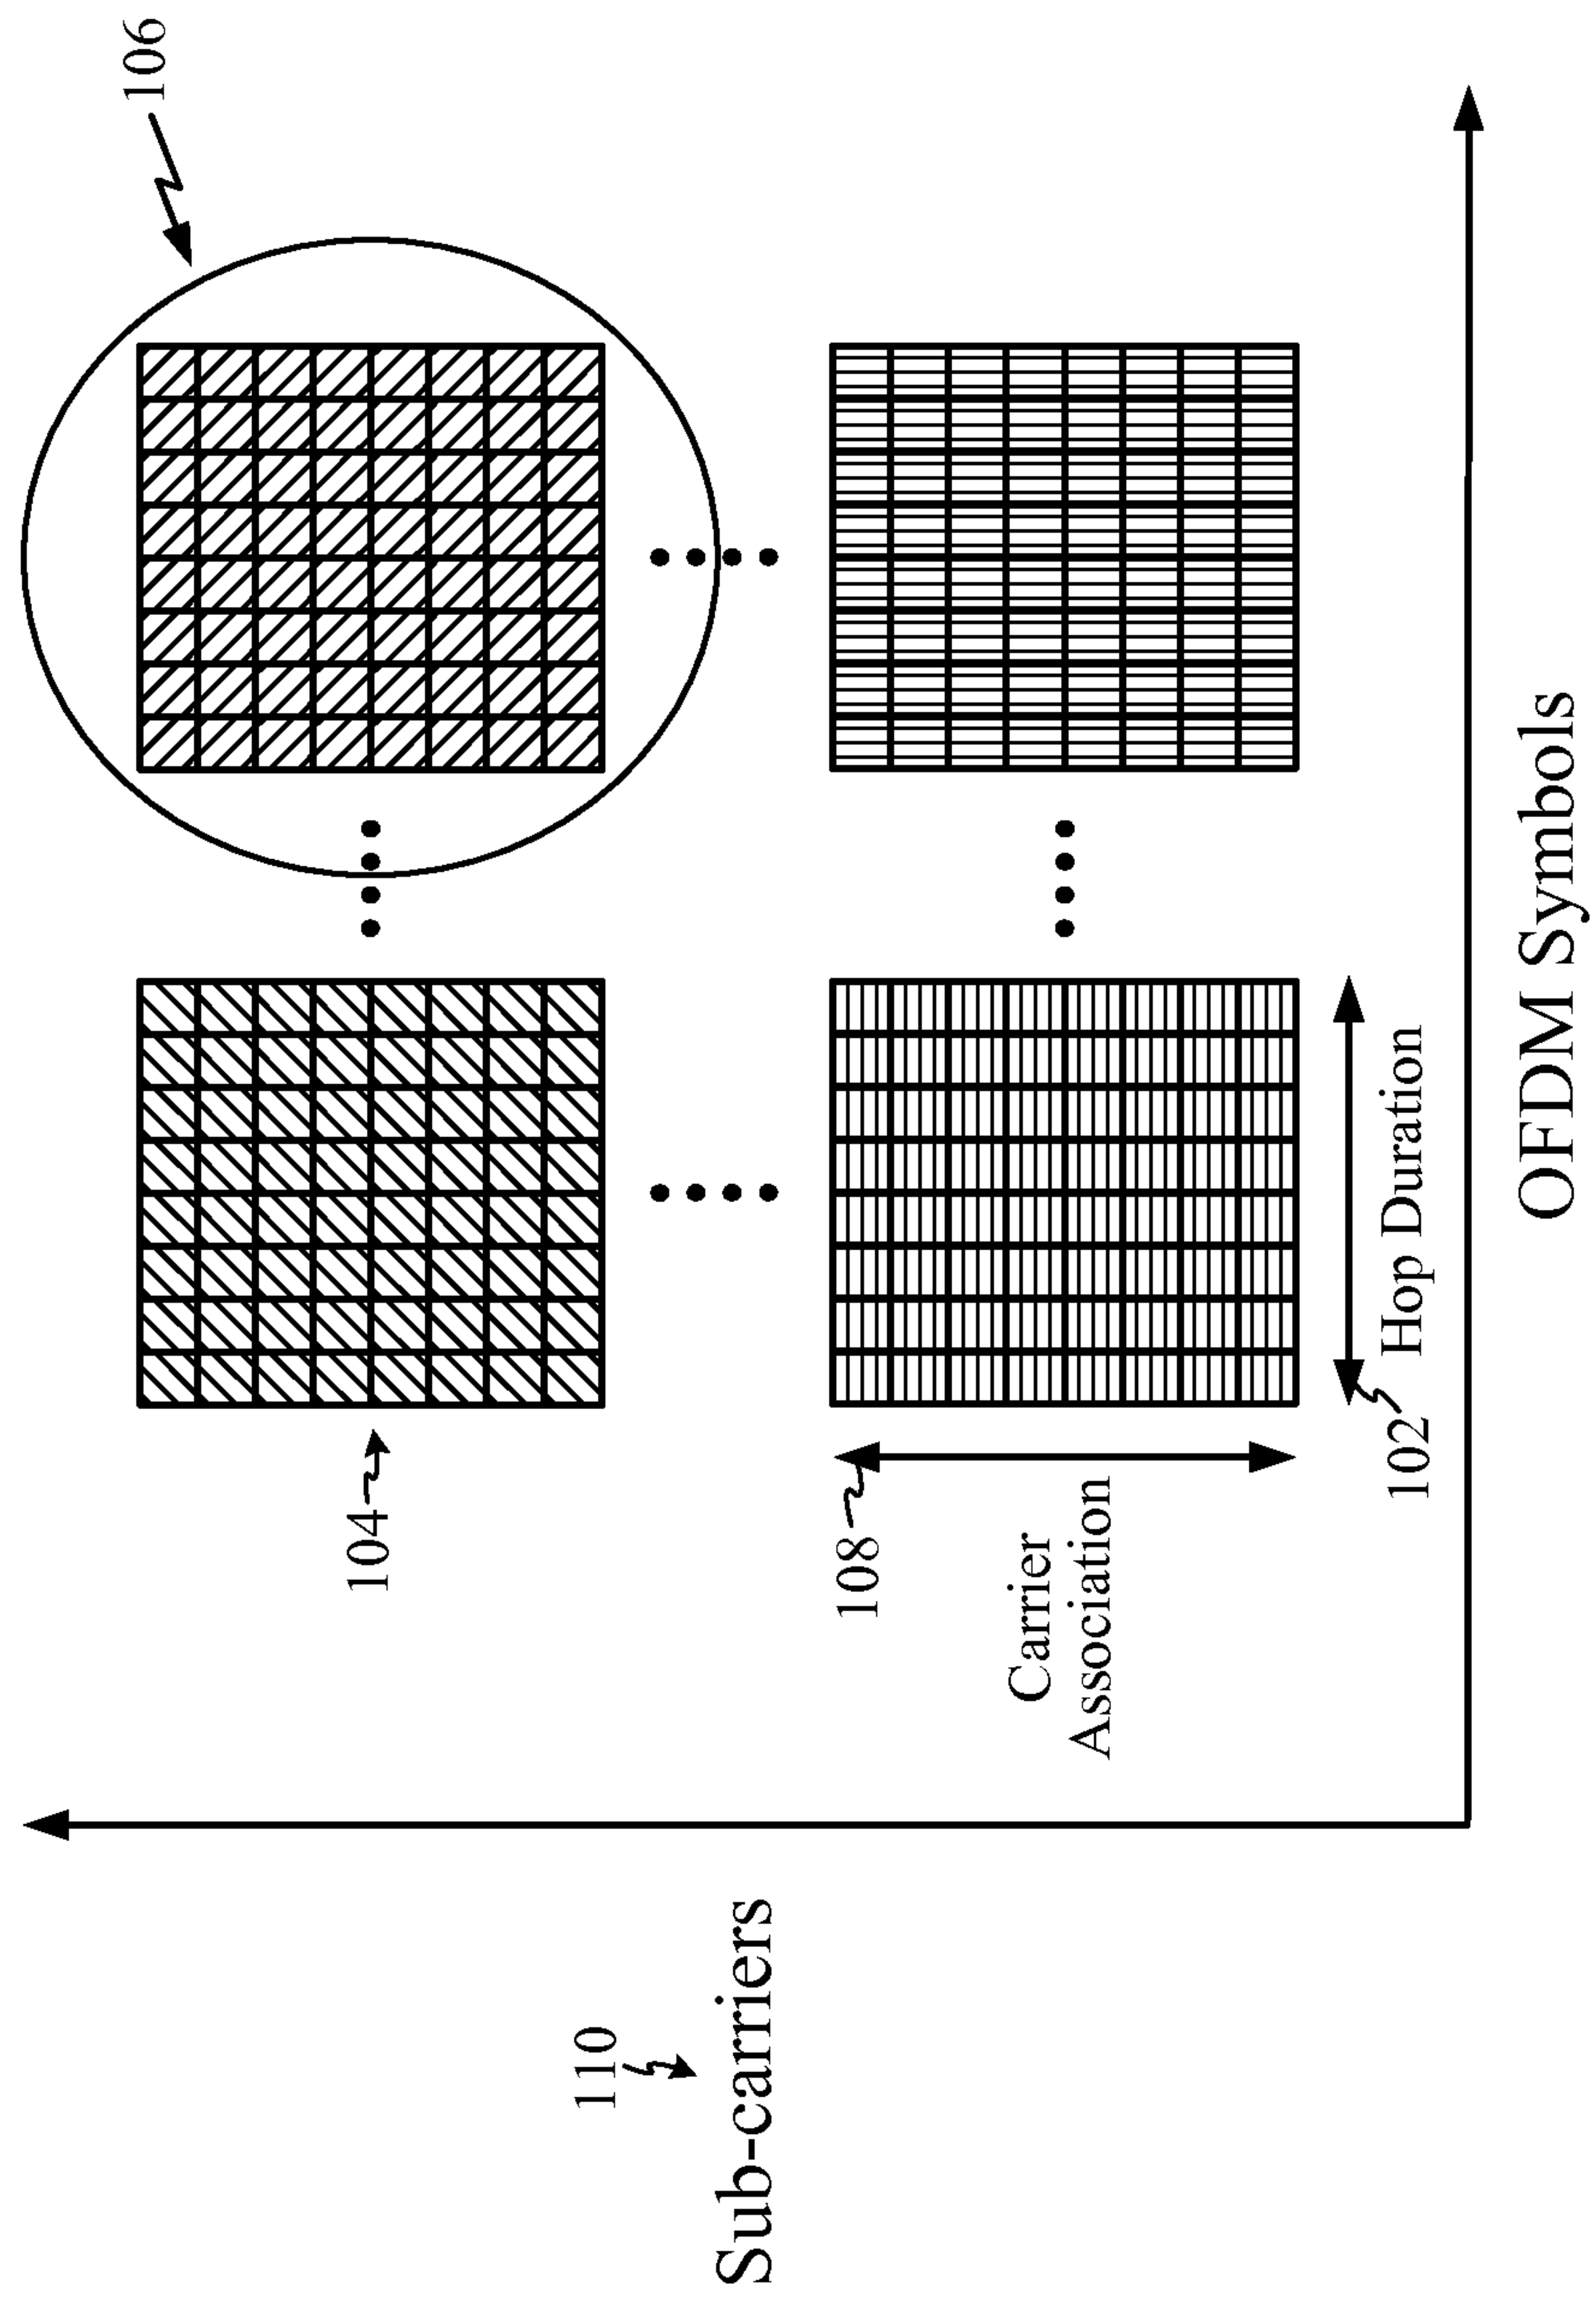 106
104
110
Sub-carriers
108
Carrier
Association
102
Hop Duration
OFDM Symbols